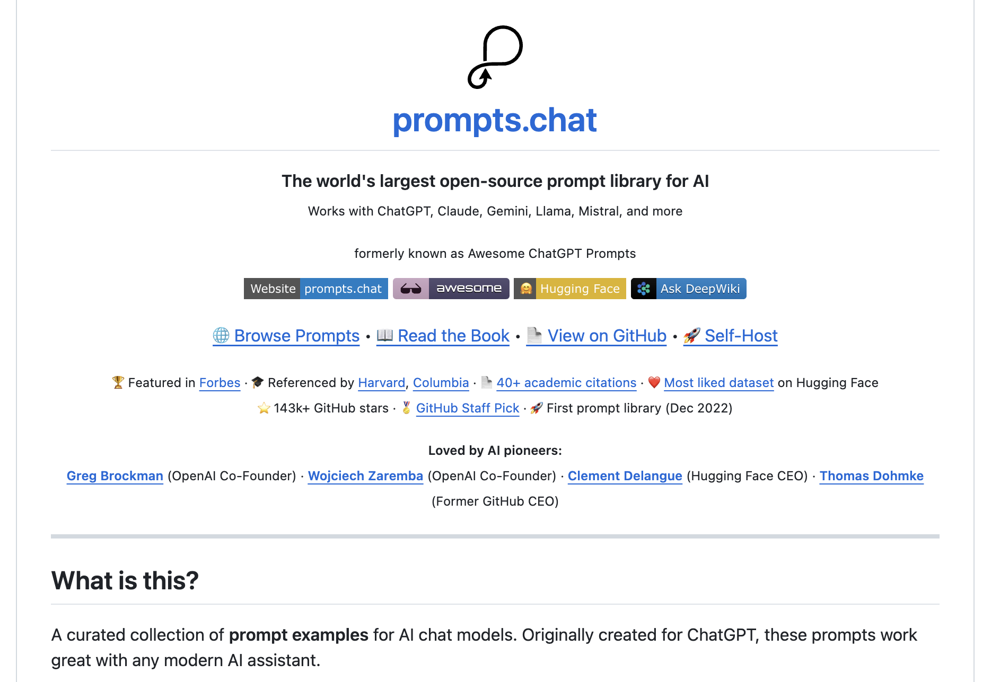 prompts.chat
The world's largest open-source prompt library for AI
Works with ChatGPT, Claude, Gemini, Llama, Mistral, and more
formerly known as Awesome ChatGPT Prompts
Website prompts.chat awesome Hugging Face Ask DeepWiki
🌐 Browse Prompts • 📖 Read the Book • 📄 View on GitHub • 🚀 Self-Host
🏆 Featured in Forbes · 🎓 Referenced by Harvard, Columbia · 📄 40+ academic citations · ❤️ Most liked dataset on Hugging Face
⭐ 143k+ GitHub stars · 🏅 GitHub Staff Pick · 🚀 First prompt library (Dec 2022)
Loved by AI pioneers:
Greg Brockman (OpenAI Co-Founder) · Wojciech Zaremba (OpenAI Co-Founder) · Clement Delangue (Hugging Face CEO) · Thomas Dohmke
(Former GitHub CEO)
What is this?
A curated collection of prompt examples for AI chat models. Originally created for ChatGPT, these prompts work
great with any modern AI assistant.